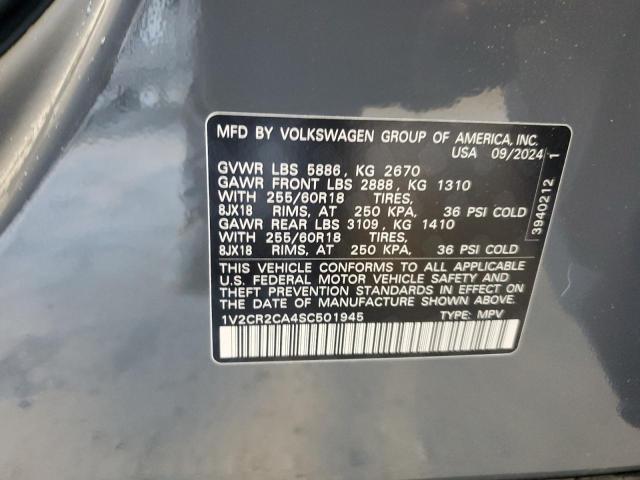 MFD BY VOLKSWAGEN GROUP OF AMERICA, INC.
USA 09/2024
GVWR LBS 5886, KG 2670
GAWR FRONT LBS 2888, KG 1310
WITH 255/60R18 TIRES,
8JX18 RIMS, AT 250 KPA, 36 PSI COLD
GAWR REAR LBS 3109, KG 1410
WITH 255/60R18 TIRES,
8JX18 RIMS, AT 250 KPA, 36 PSI COLD
THIS VEHICLE CONFORMS TO ALL APPLICABLE
U.S. FEDERAL MOTOR VEHICLE SAFETY AND
THEFT PREVENTION STANDARDS IN EFFECT ON
THE DATE OF MANUFACTURE SHOWN ABOVE.
1V2CR2CA4SC501945 TYPE: MPV
3940212 1